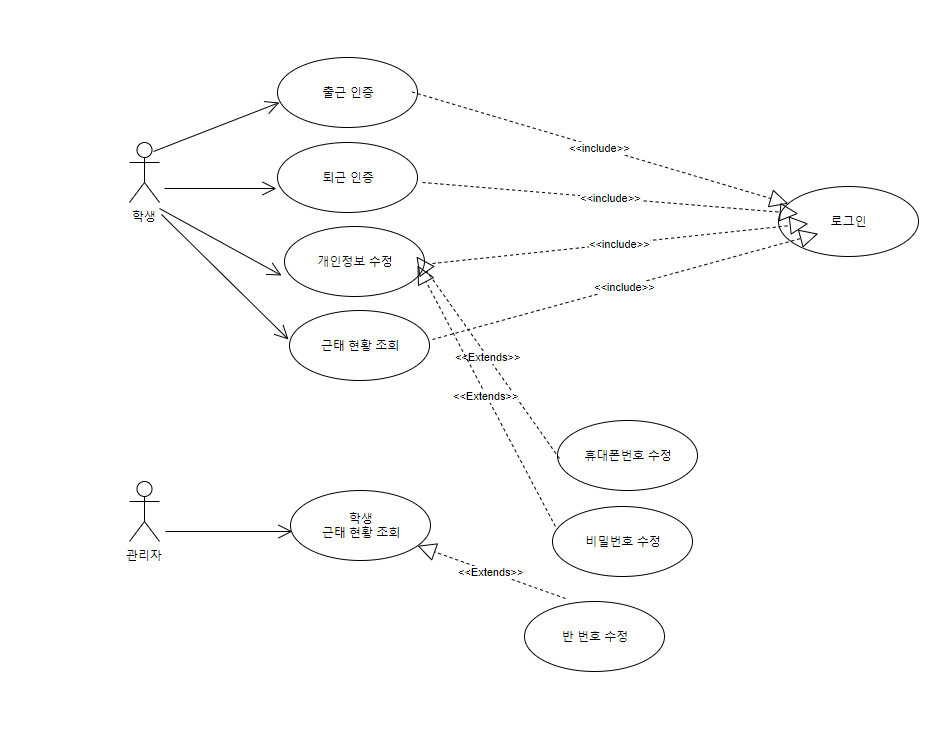 출근 인증
<<include>>
학생
퇴근 인증
<<include>>
로그인
개인정보 수정
<<include>>
<<include>>
근태 현황 조회
<<Extends>>
<<Extends>>
휴대폰번호 수정
관리자
학생
근태 현황 조회
비밀번호 수정
<<Extends>>
반 번호 수정